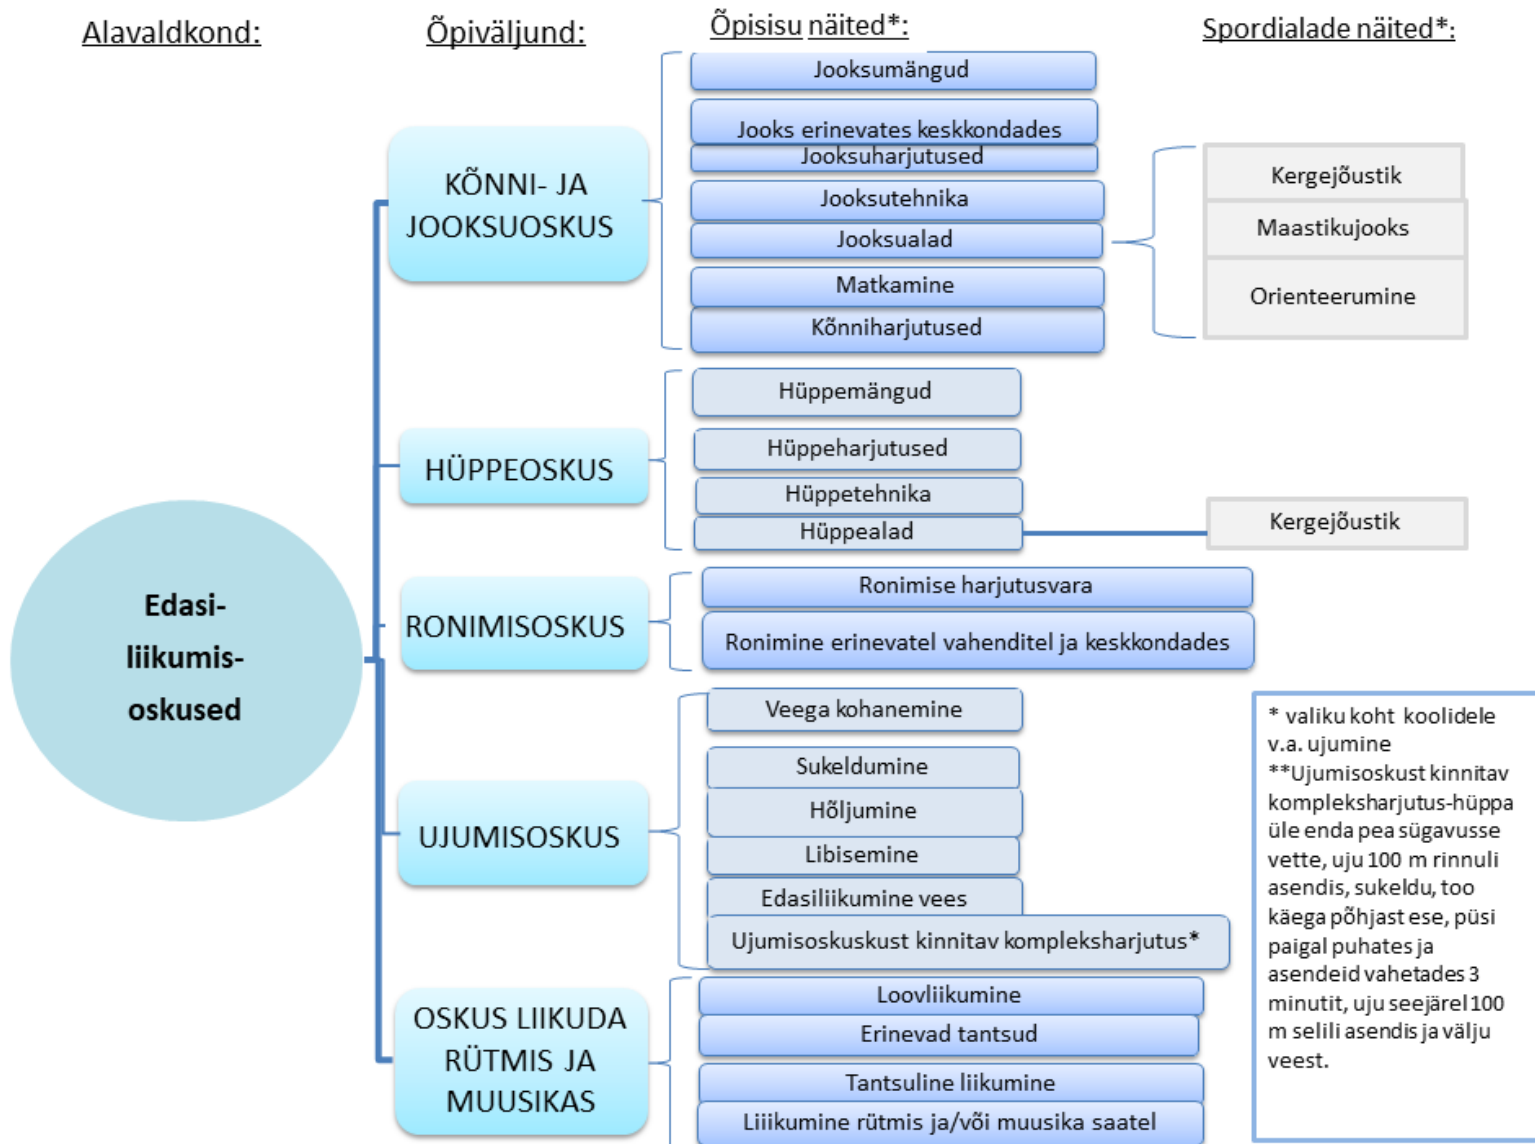 Alavaldkond:
Õpiväljund:
Õpisisu näited*:
Spordialade näited*:
Edasi-
liikumis-
oskused
KÕNNI- JA
JOOKSUOSKUS
Jooksumängud
Jooks erinevates keskkondades
Jooksuharjutused
Jooksutehnika
Jooksualad
Matkamine
Kõnniharjutused
Kergejõustik
Maastikujooks
Orienteerumine
HÜPPEOSKUS
Hüppemängud
Hüppeharjutused
Hüppetehnika
Hüppealad
Kergejõustik
RONIMISOSKUS
Ronimise harjutusvara
Ronimine erinevatel vahenditel ja keskkondades
UJUMISOSKUS
Veega kohanemine
Sukeldumine
Hõljumine
Libisemine
Edasiliikumine vees
Ujumisoskuskust kinnitav kompleksharjutus*
OSKUS LIIKUDA
RÜTMIS JA
MUUSIKAS
Loovliikumine
Erinevad tantsud
Tantsuline liikumine
Liiikumine rütmis ja/või muusika saatel
* valiku koht koolidele
v.a. ujumine
**Ujumisoskust kinnitav
kompleksharjutus-hüppa
üle enda pea sügavusse
vette, uju 100 m rinnuli
asendis, sukeldu, too
käega põhjast ese, püsi
paigal puhates ja
asendeid vahetades 3
minutit, uju seejärel 100
m selili asendis ja välju
veest.